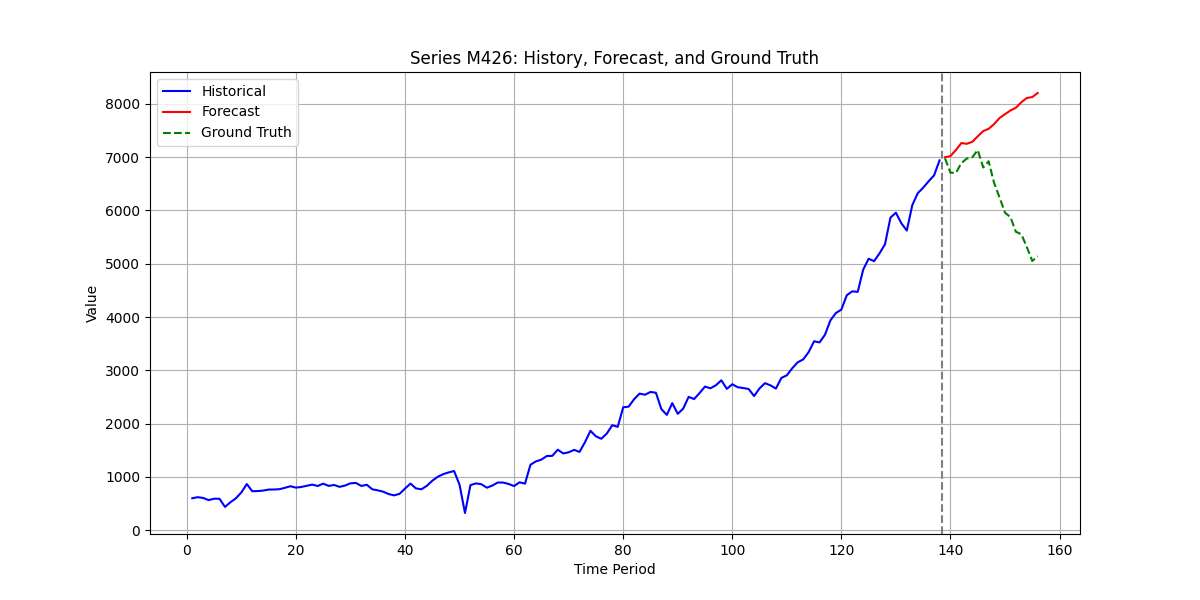 Series M426: History, Forecast, and Ground Truth
Historical
Forecast
Ground Truth
8000
7000
6000
5000
4000
3000
2000
1000
0
Value
0 20 40 60 80 100 120 140 160
Time Period